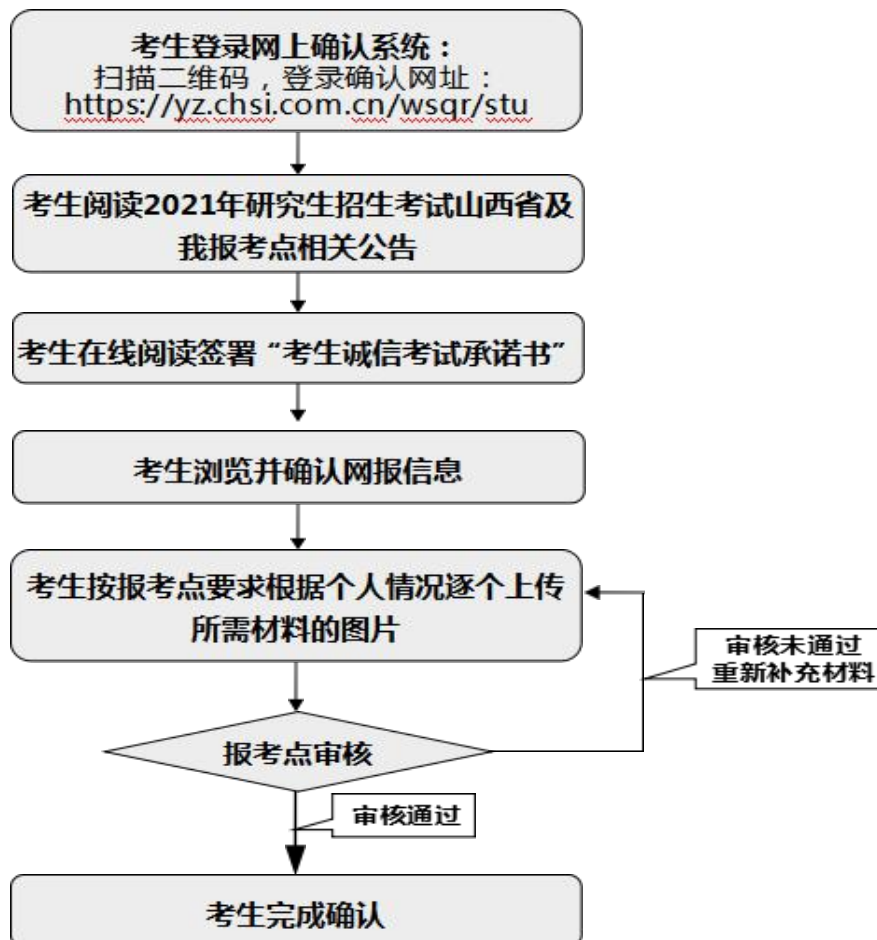 考生登录网上确认系统：
扫描二维码，登录确认网址：
https://yz.chsi.com.cn/wsqr/stu
考生阅读2021年研究生招生考试山西省及
我报考点相关公告
考生在线阅读签署“考生诚信考试承诺书”
考生浏览并确认网报信息
考生按报考点要求根据个人情况逐个上传
所需材料的图片
审核未通过
重新补充材料
报考点审核
审核通过
考生完成确认